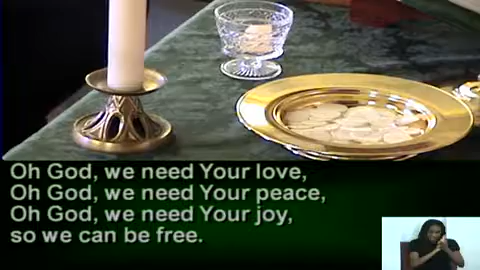 Oh God, we need Your love,
Oh God, we need Your peace,
Oh God, we need Your joy,
so we can be free.